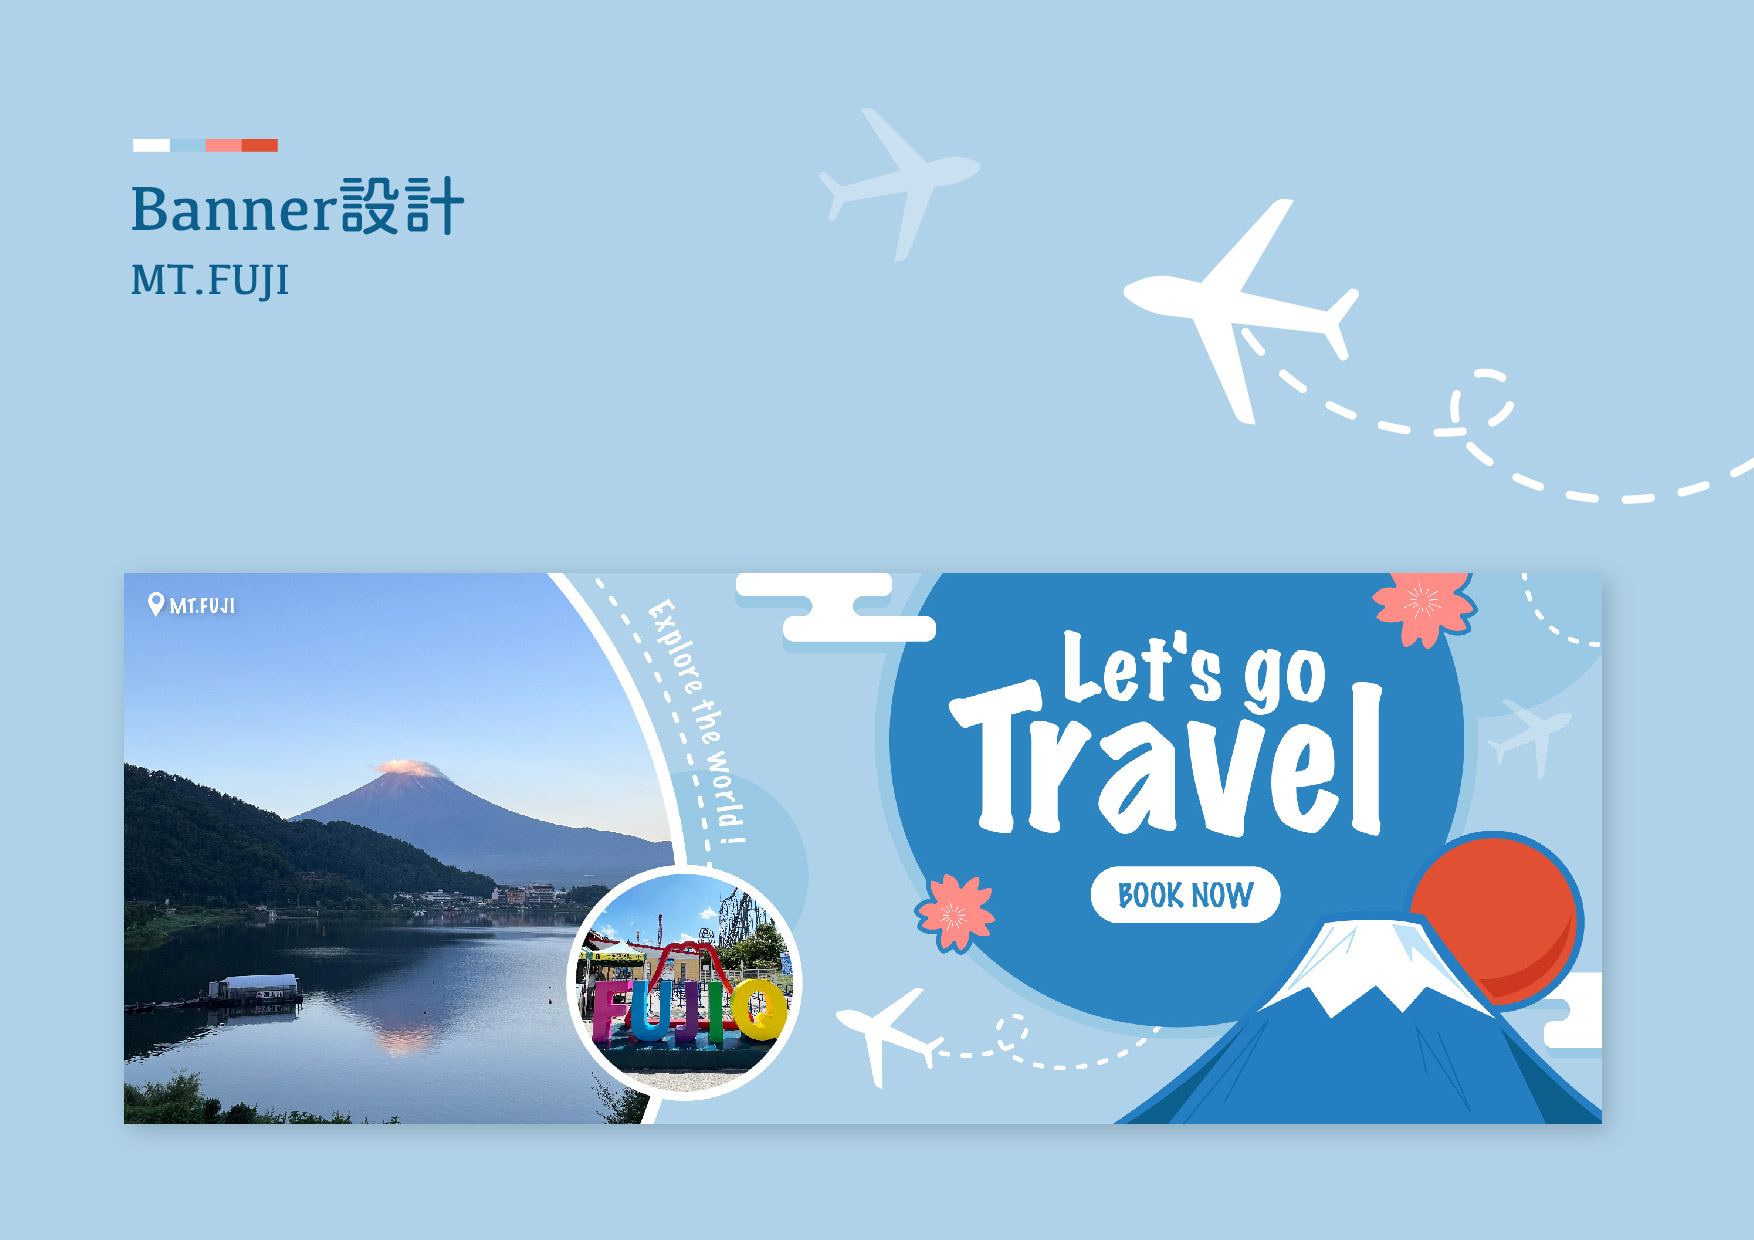 Banner設計
MT.FUJI
MT.FUJI
Explore the world !
Let's go
Travel
BOOK NOW
FUJIQ